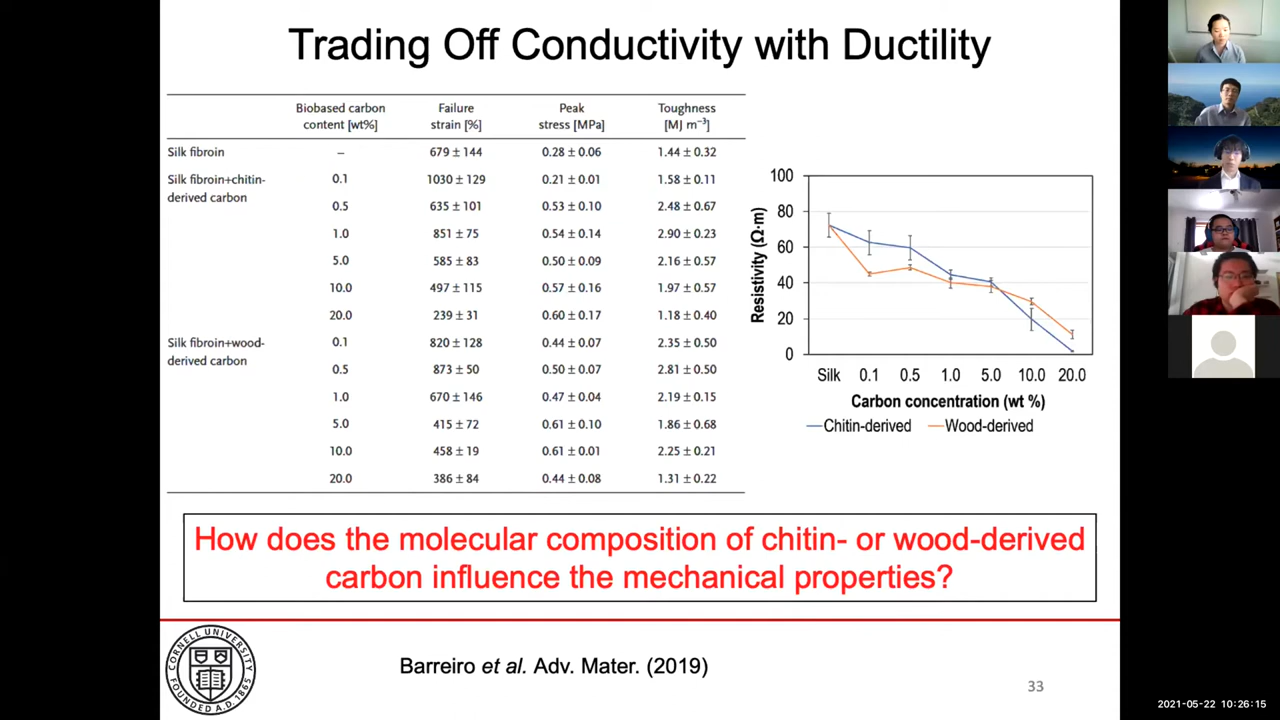 Trading Off Conductivity with Ductility
Biobased carbon content [wt%] Failure strain [%] Peak stress [MPa] Toughness [MJ m⁻³]
Silk fibroin – 679 ± 144 0.28 ± 0.06 1.44 ± 0.32
Silk fibroin+chitin-derived carbon 0.1 1030 ± 129 0.21 ± 0.01 1.58 ± 0.11
0.5 635 ± 101 0.53 ± 0.10 2.48 ± 0.67
1.0 851 ± 75 0.54 ± 0.14 2.90 ± 0.23
5.0 585 ± 83 0.50 ± 0.09 2.16 ± 0.57
10.0 497 ± 115 0.57 ± 0.16 1.97 ± 0.57
20.0 239 ± 31 0.60 ± 0.17 1.18 ± 0.40
Silk fibroin+wood-derived carbon 0.1 820 ± 128 0.44 ± 0.07 2.35 ± 0.50
0.5 873 ± 50 0.50 ± 0.07 2.81 ± 0.50
1.0 670 ± 146 0.47 ± 0.04 2.19 ± 0.15
5.0 415 ± 72 0.61 ± 0.10 1.86 ± 0.68
10.0 458 ± 19 0.61 ± 0.01 2.25 ± 0.21
20.0 386 ± 84 0.44 ± 0.08 1.31 ± 0.22
Resistivity (Ω·m)
100
80
60
40
20
0
Silk 0.1 0.5 1.0 5.0 10.0 20.0
Carbon concentration (wt %)
Chitin-derived Wood-derived
How does the molecular composition of chitin- or wood-derived
carbon influence the mechanical properties?
CORNELL UNIVERSITY
FOUNDED A.D. 1865
Barreiro et al. Adv. Mater. (2019)
33
2021-05-22 10:26:15